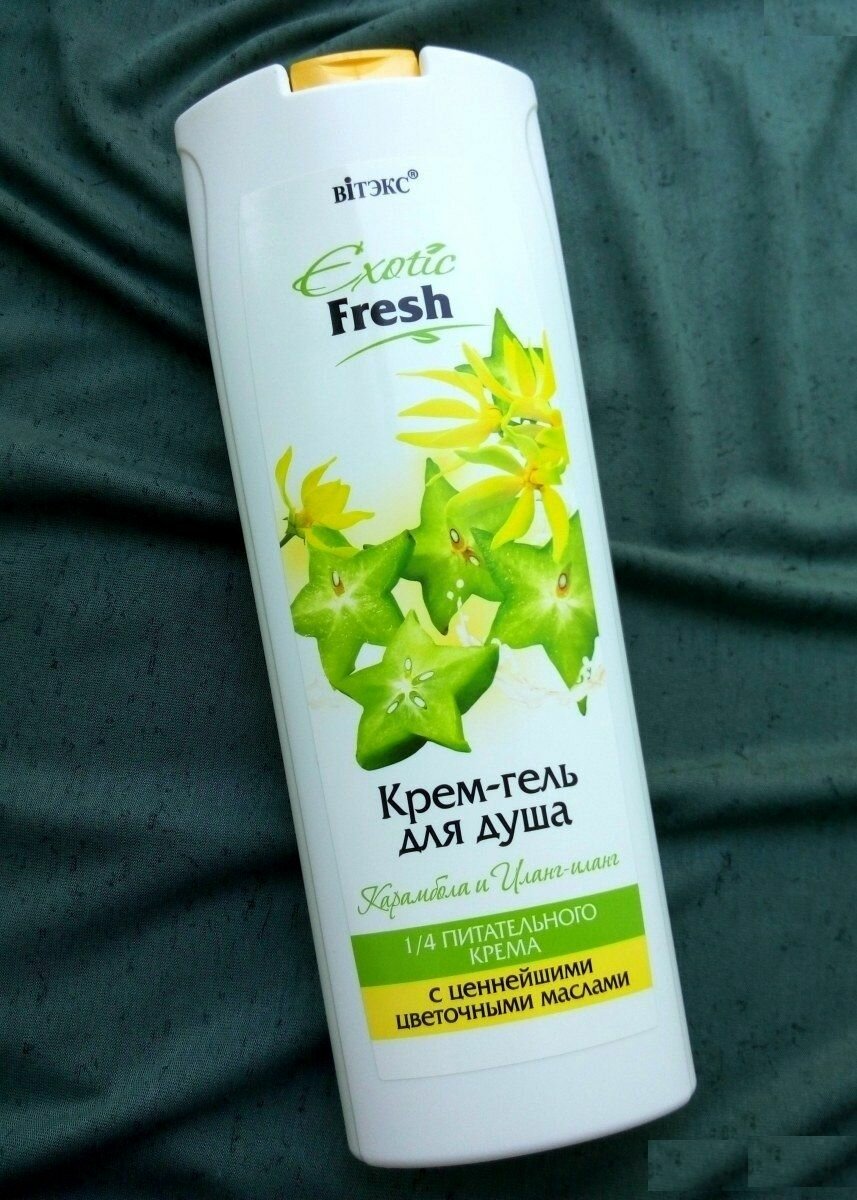 вiтэкс®
Exotic
Fresh
Крем-гель
для душа
Карамбола и Иланг-иланг
1/4 ПИТАТЕЛЬНОГО
КРЕМА
с ценнейшими
цветочными маслами